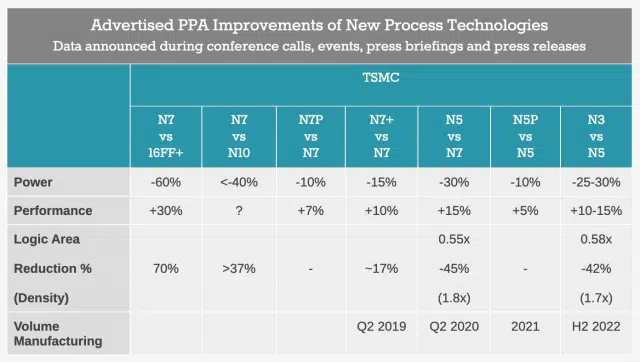 Advertised PPA Improvements of New Process Technologies
Data announced during conference calls, events, press briefings and press releases
TSMC
N7 vs 16FF+ N7 vs N10 N7P vs N7 N7+ vs N7 N5 vs N7 N5P vs N5 N3 vs N5
Power -60% <-40% -10% -15% -30% -10% -25-30%
Performance +30% ? +7% +10% +15% +5% +10-15%
Logic Area 0.55x 0.58x
Reduction % 70% >37% - ~17% -45% - -42%
(Density) (1.8x) (1.7x)
Volume Manufacturing Q2 2019 Q2 2020 2021 H2 2022